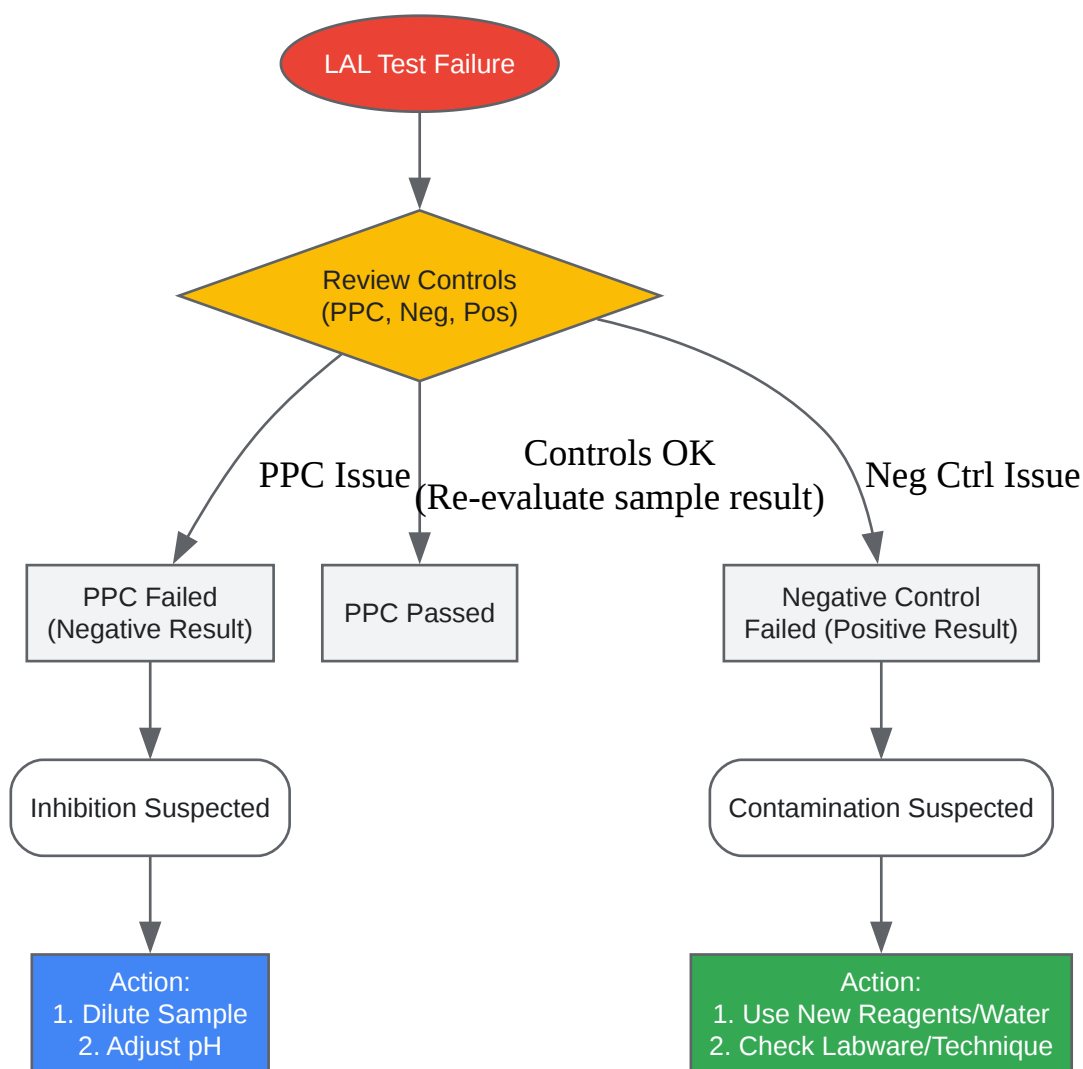 LAL Test Failure
Review Controls
(PPC, Neg, Pos)
PPC Issue
Controls OK
(Re-evaluate sample result)
Neg Ctrl Issue
PPC Failed
(Negative Result)
PPC Passed
Negative Control
Failed (Positive Result)
Inhibition Suspected
Contamination Suspected
Action:
1. Dilute Sample
2. Adjust pH
Action:
1. Use New Reagents/Water
2. Check Labware/Technique